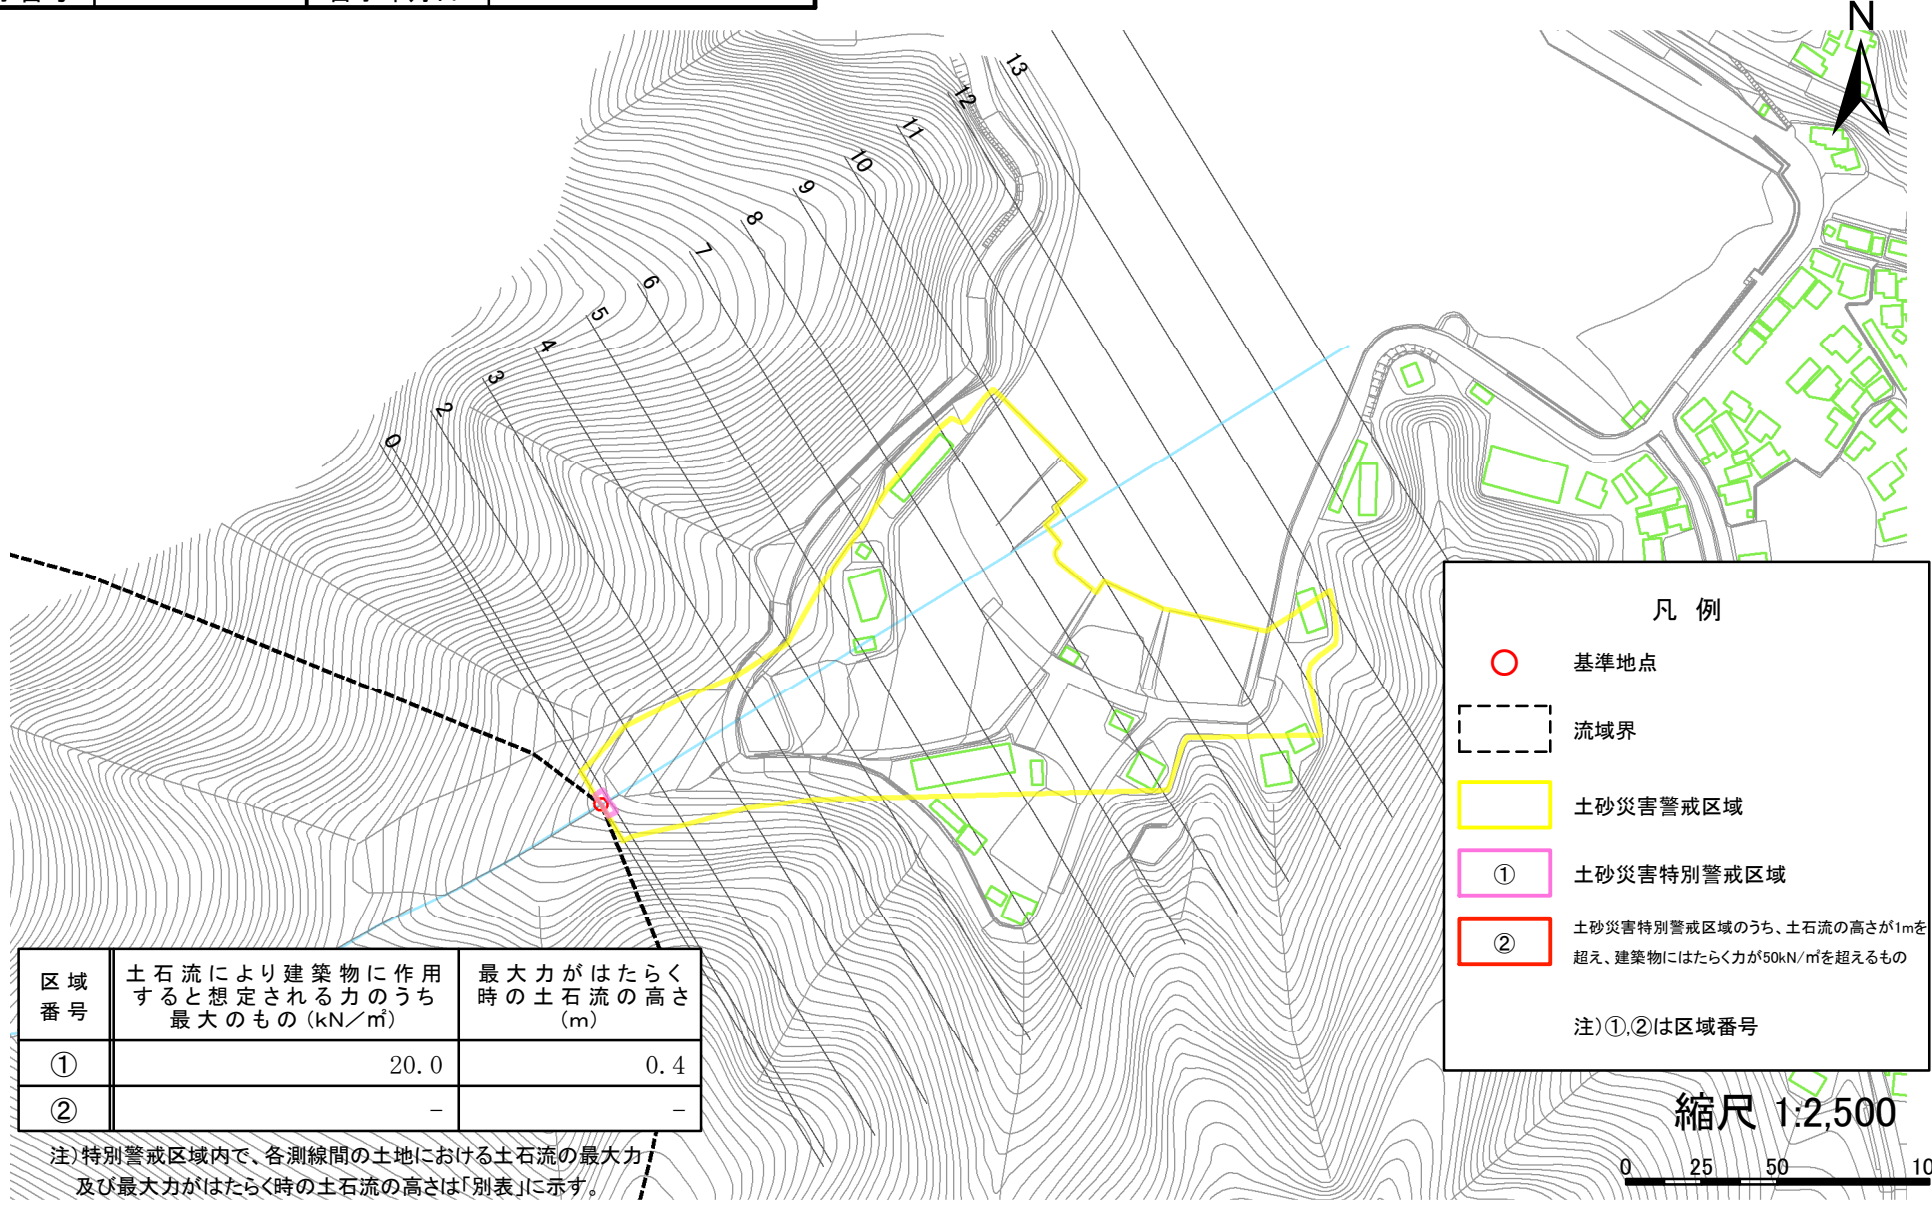 N
13
12
11
10
9
8
7
6
5
4
3
2
0
凡 例
基準地点
流域界
土砂災害警戒区域
① 土砂災害特別警戒区域
② 土砂災害特別警戒区域のうち、土石流の高さが1mを
超え、建築物にはたらく力が50kN/㎡を超えるもの
注)①,②は区域番号
区域番号 土石流により建築物に作用すると想定される力のうち最大のもの(kN/㎡) 最大力がはたらく時の土石流の高さ(m)
① 20.0 0.4
② － －
注)特別警戒区域内で、各測線間の土地における土石流の最大力
及び最大力がはたらく時の土石流の高さは「別表」に示す。
縮尺 1:2,500
0 25 50